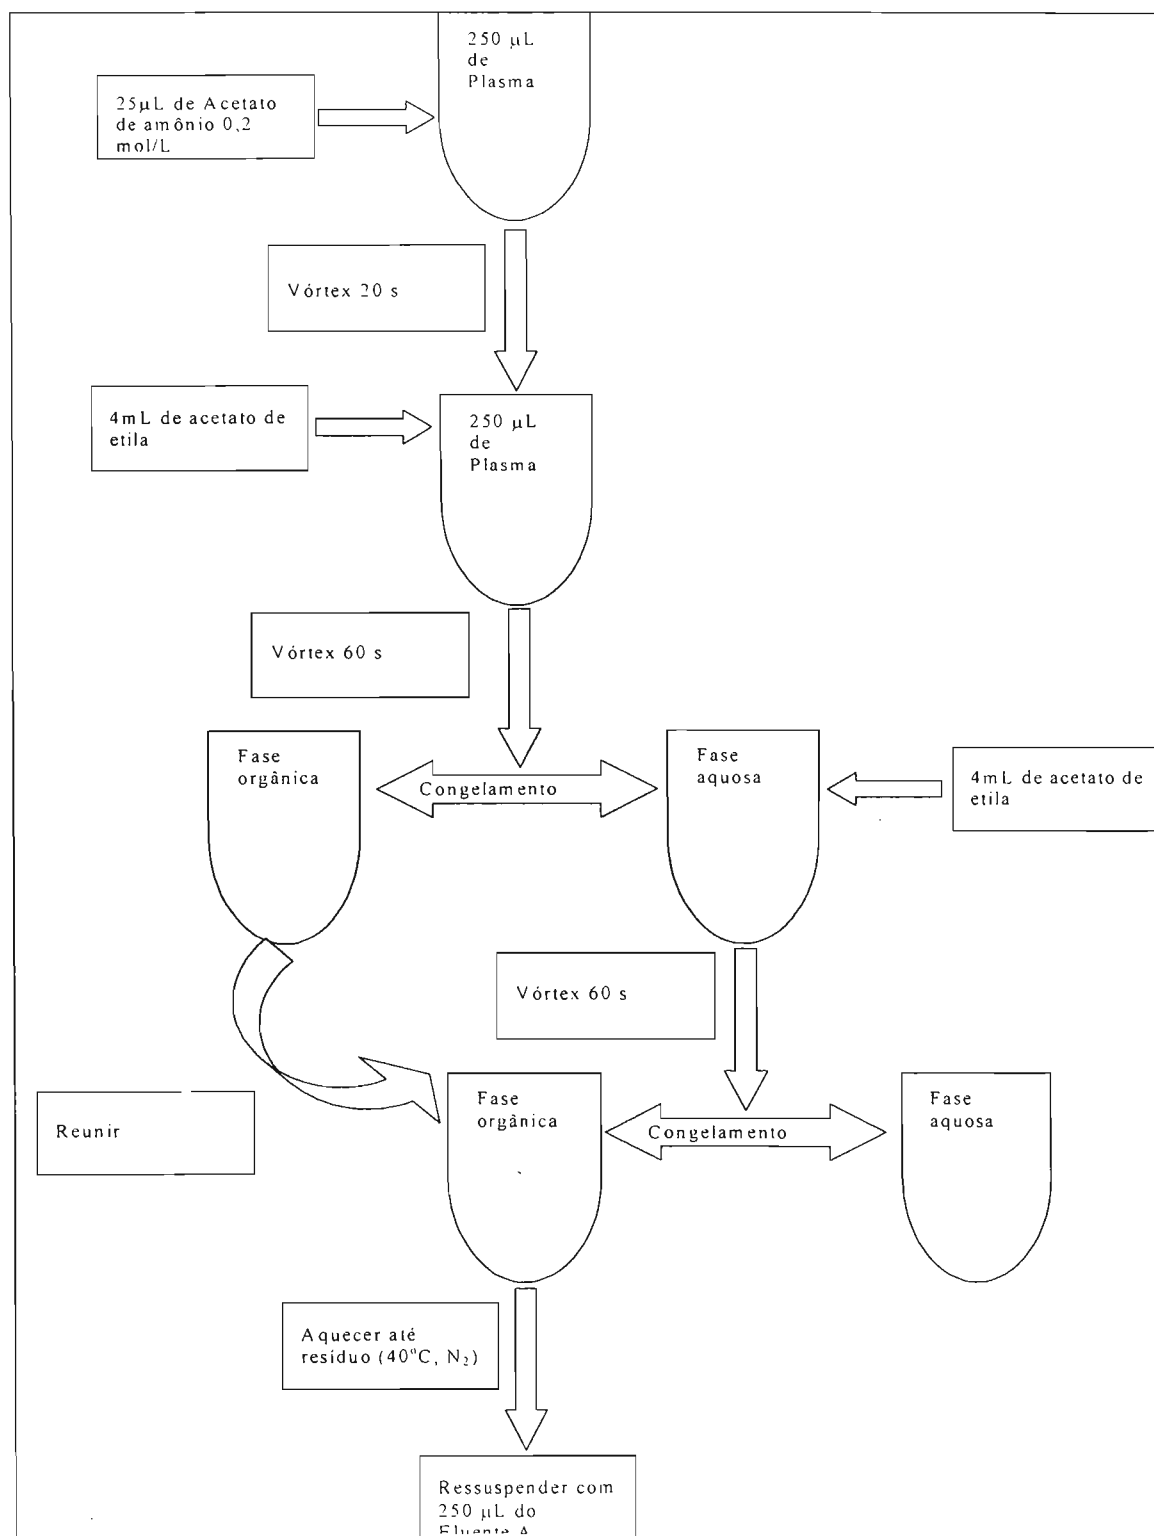 250 µL
de
Plasma
25µL de Acetato
de amônio 0,2
mol/L
Vórtex 20 s
4mL de acetato de
etila
250 µL
de
Plasma
Vórtex 60 s
Fase
orgânica
Congelamento
Fase
aquosa
4mL de acetato de
etila
Vórtex 60 s
Reunir
Fase
orgânica
Congelamento
Fase
aquosa
Aquecer até
resíduo (40ºC, N₂)
Ressuspender com
250 µL do
Eluente A